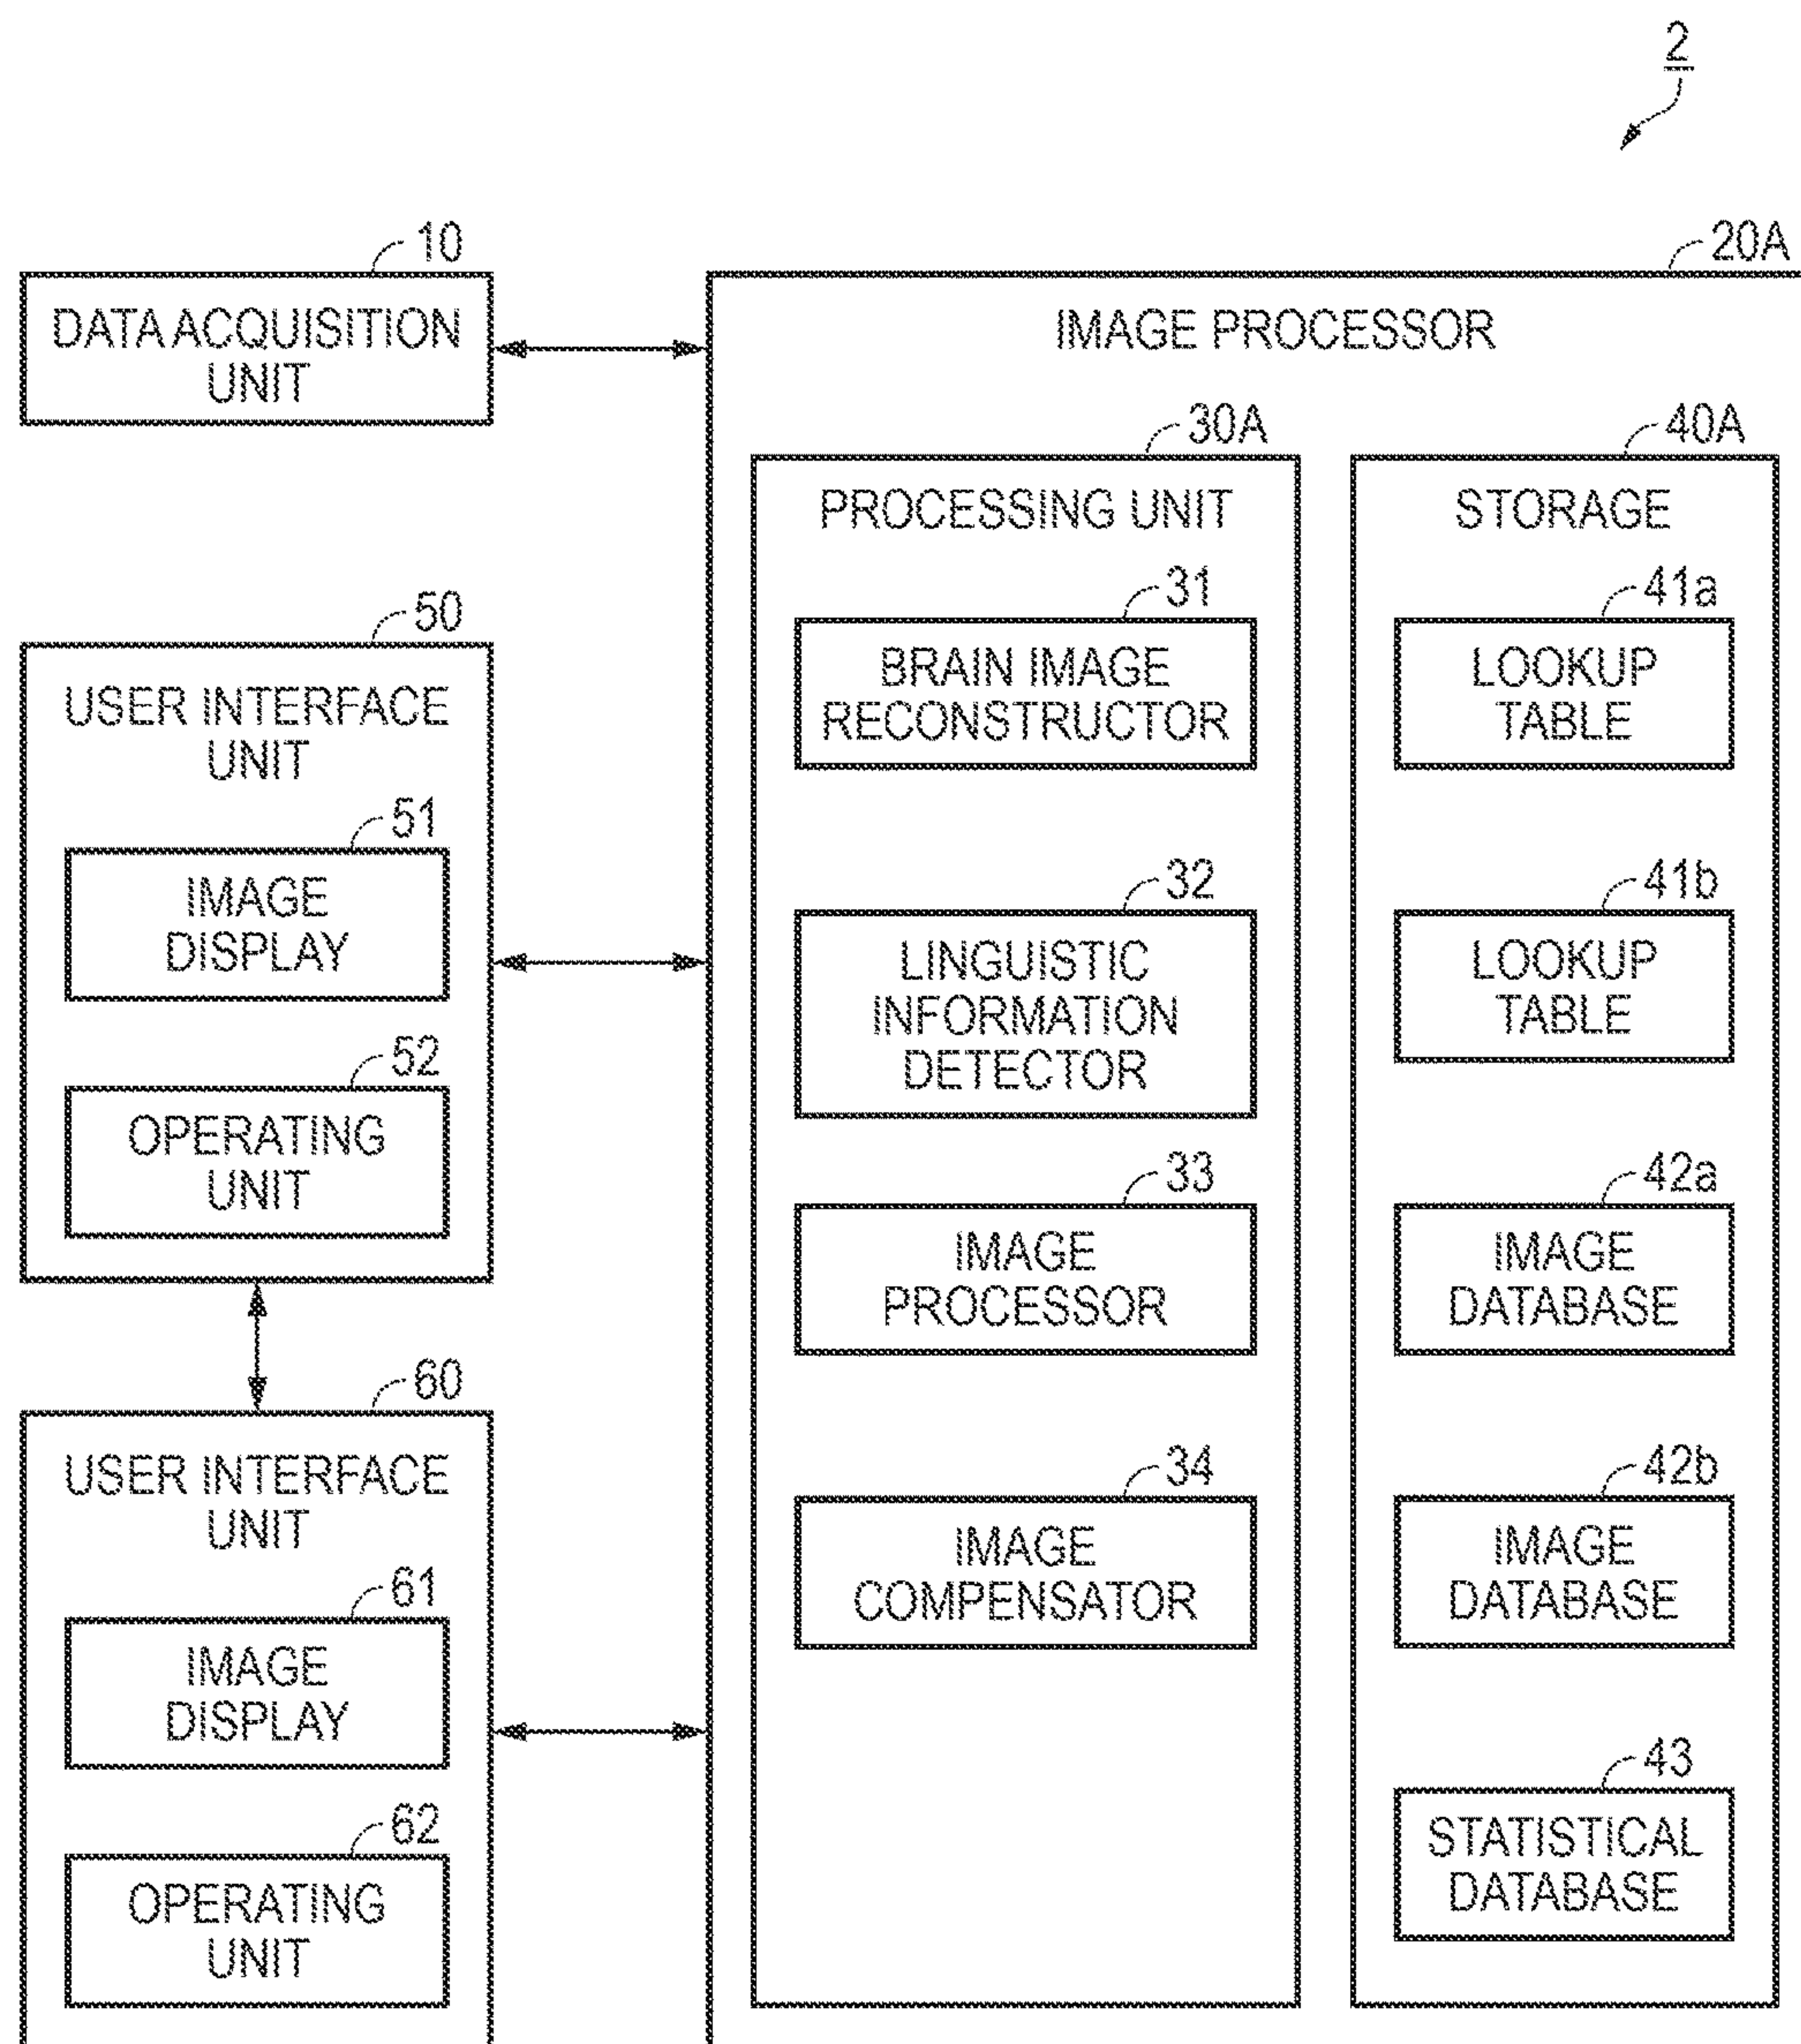 2
10
DATA ACQUISITION
UNIT
20A
IMAGE PROCESSOR
30A
PROCESSING UNIT
31
BRAIN IMAGE
RECONSTRUCTOR
32
LINGUISTIC
INFORMATION
DETECTOR
33
IMAGE
PROCESSOR
34
IMAGE
COMPENSATOR
40A
STORAGE
41a
LOOKUP
TABLE
41b
LOOKUP
TABLE
42a
IMAGE
DATABASE
42b
IMAGE
DATABASE
43
STATISTICAL
DATABASE
50
USER INTERFACE
UNIT
51
IMAGE
DISPLAY
52
OPERATING
UNIT
60
USER INTERFACE
UNIT
61
IMAGE
DISPLAY
62
OPERATING
UNIT